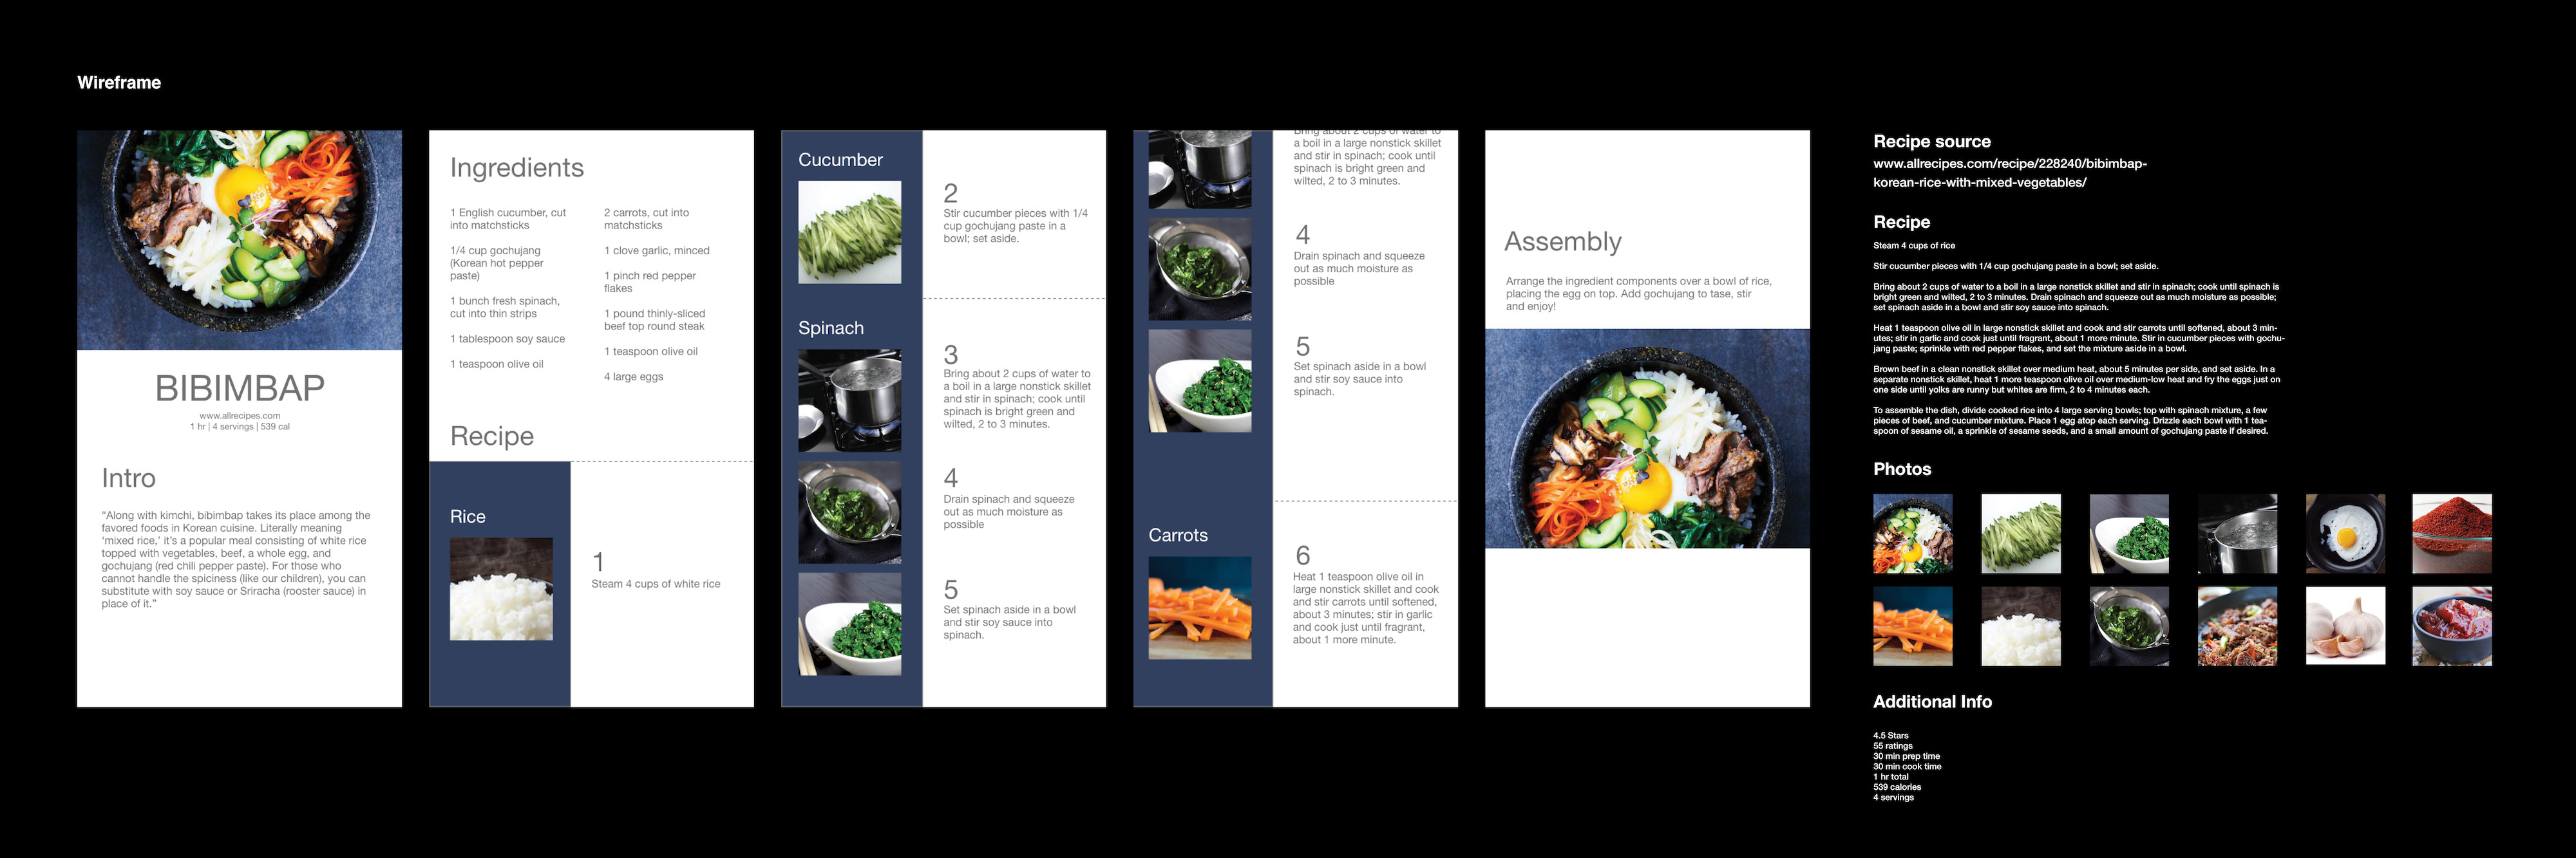 Wireframe
BIBIMBAP
www.allrecipes.com
1 hr | 4 servings | 539 cal
Intro
“Along with kimchi, bibimbap takes its place among the
favored foods in Korean cuisine. Literally meaning
‘mixed rice,’ it’s a popular meal consisting of white rice
topped with vegetables, beef, a whole egg, and
gochujang (red chili pepper paste). For those who
cannot handle the spiciness (like our children), you can
substitute with soy sauce or Sriracha (rooster sauce) in
place of it.”
Ingredients
1 English cucumber, cut
into matchsticks
1/4 cup gochujang
(Korean hot pepper
paste)
1 bunch fresh spinach,
cut into thin strips
1 tablespoon soy sauce
1 teaspoon olive oil
2 carrots, cut into
matchsticks
1 clove garlic, minced
1 pinch red pepper
flakes
1 pound thinly-sliced
beef top round steak
1 teaspoon olive oil
4 large eggs
Recipe
Rice
1
Steam 4 cups of white rice
Cucumber
2
Stir cucumber pieces with 1/4
cup gochujang paste in a
bowl; set aside.
Spinach
3
Bring about 2 cups of water to
a boil in a large nonstick skillet
and stir in spinach; cook until
spinach is bright green and
wilted, 2 to 3 minutes.
4
Drain spinach and squeeze
out as much moisture as
possible
5
Set spinach aside in a bowl
and stir soy sauce into
spinach.
Bring about 2 cups of water to
a boil in a large nonstick skillet
and stir in spinach; cook until
spinach is bright green and
wilted, 2 to 3 minutes.
4
Drain spinach and squeeze
out as much moisture as
possible
5
Set spinach aside in a bowl
and stir soy sauce into
spinach.
Carrots
6
Heat 1 teaspoon olive oil in
large nonstick skillet and cook
and stir carrots until softened,
about 3 minutes; stir in garlic
and cook just until fragrant,
about 1 more minute.
Assembly
Arrange the ingredient components over a bowl of rice,
placing the egg on top. Add gochujang to tase, stir
and enjoy!
Recipe source
www.allrecipes.com/recipe/228240/bibimbap-
korean-rice-with-mixed-vegetables/
Recipe
Steam 4 cups of rice
Stir cucumber pieces with 1/4 cup gochujang paste in a bowl; set aside.
Bring about 2 cups of water to a boil in a large nonstick skillet and stir in spinach; cook until spinach is
bright green and wilted, 2 to 3 minutes. Drain spinach and squeeze out as much moisture as possible;
set spinach aside in a bowl and stir soy sauce into spinach.
Heat 1 teaspoon olive oil in large nonstick skillet and cook and stir carrots until softened, about 3 min-
utes; stir in garlic and cook just until fragrant, about 1 more minute. Stir in cucumber pieces with gochu-
jang paste; sprinkle with red pepper flakes, and set the mixture aside in a bowl.
Brown beef in a clean nonstick skillet over medium heat, about 5 minutes per side, and set aside. In a
separate nonstick skillet, heat 1 more teaspoon olive oil over medium-low heat and fry the eggs just on
one side until yolks are runny but whites are firm, 2 to 4 minutes each.
To assemble the dish, divide cooked rice into 4 large serving bowls; top with spinach mixture, a few
pieces of beef, and cucumber mixture. Place 1 egg atop each serving. Drizzle each bowl with 1 tea-
spoon of sesame oil, a sprinkle of sesame seeds, and a small amount of gochujang paste if desired.
Photos
Additional Info
4.5 Stars
55 ratings
30 min prep time
30 min cook time
1 hr total
539 calories
4 servings